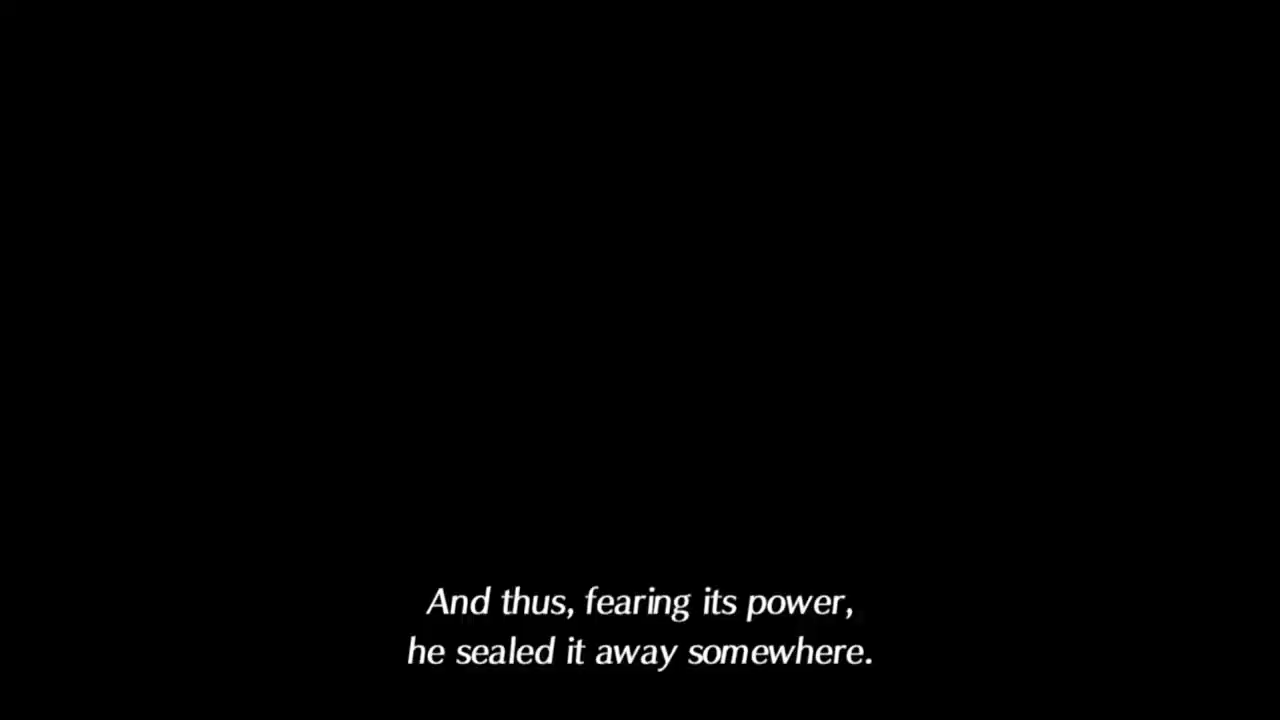 And thus, fearing its power,
he sealed it away somewhere.